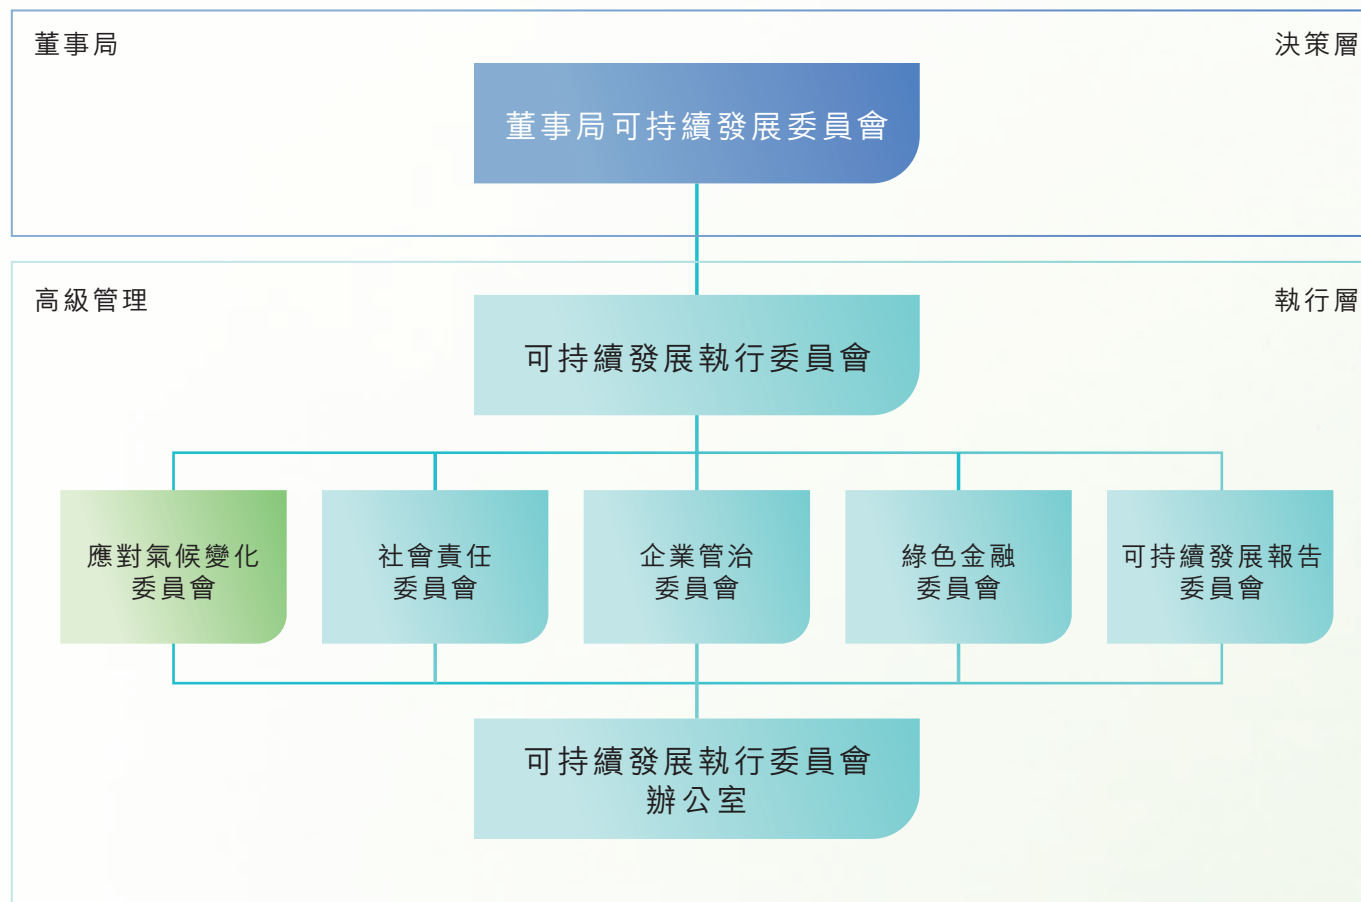 董事局
決策層
董事局可持續發展委員會
高級管理
執行層
可持續發展執行委員會
應對氣候變化
委員會
社會責任
委員會
企業管治
委員會
綠色金融
委員會
可持續發展報告
委員會
可持續發展執行委員會
辦公室